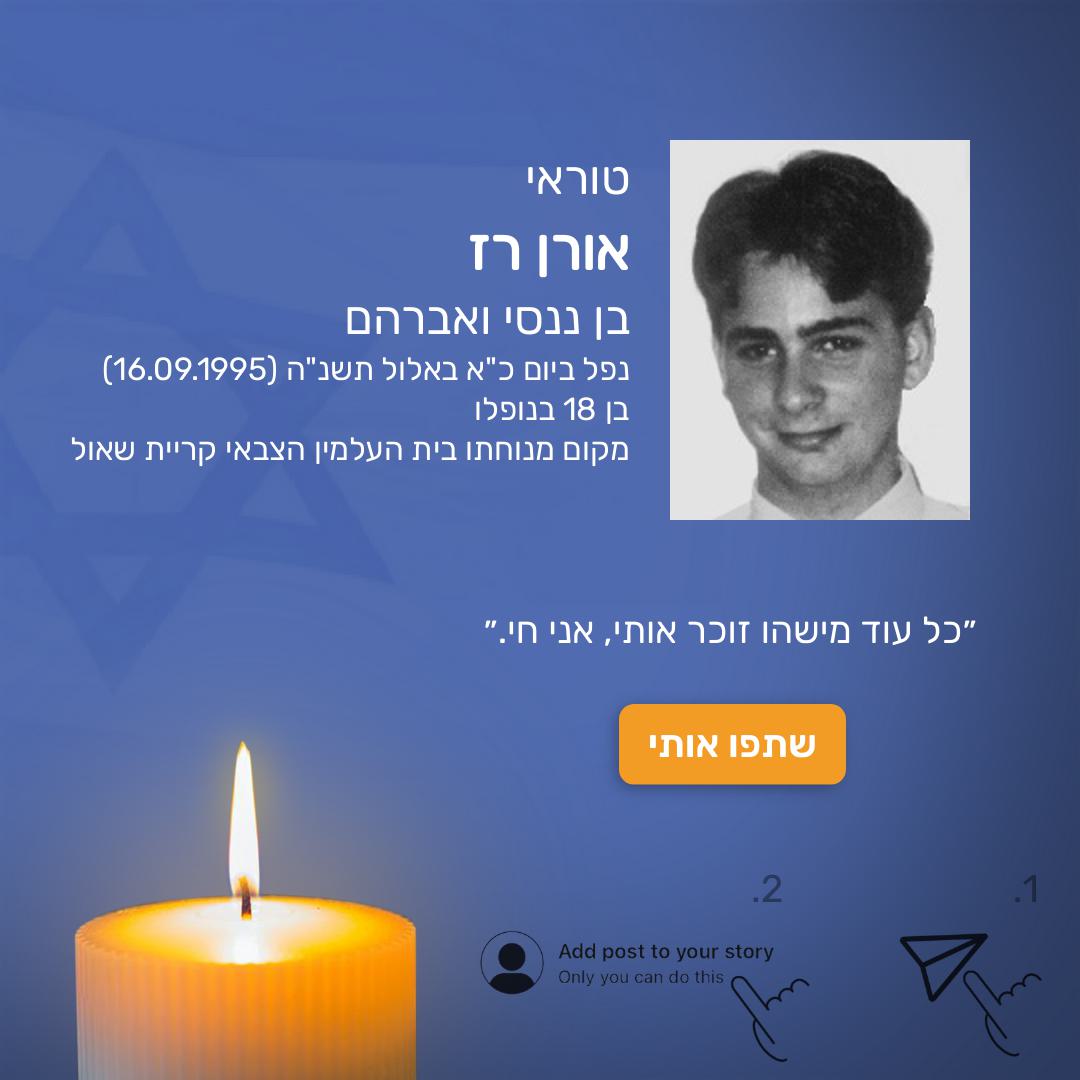 טוראי
אורן רז
בן ננסי ואברהם
נפל ביום כ"א באלול תשנ"ה (16.09.1995)
בן 18 בנופלו
מקום מנוחתו בית העלמין הצבאי קריית שאול
״כל עוד מישהו זוכר אותי, אני חי.״
שתפו אותי
1.
2.
Add post to your story
Only you can do this